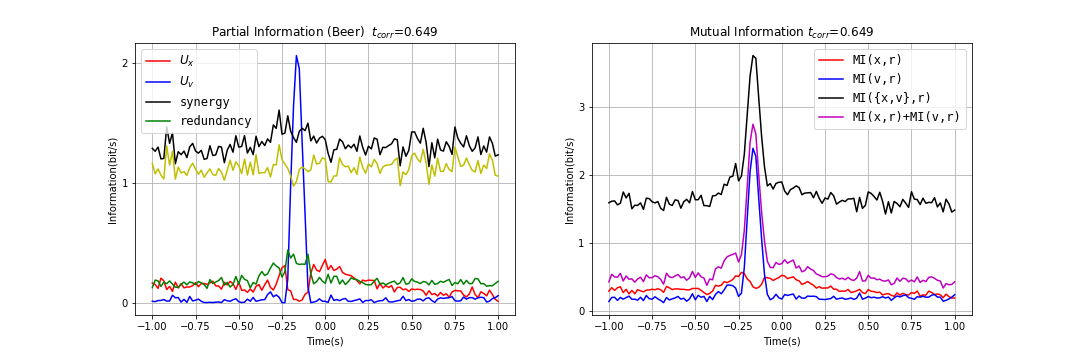 Partial Information (Beer) t_corr=0.649
Information(bit/s)
2
1
0
U_x
U_v
synergy
redundancy
−1.00 −0.75 −0.50 −0.25 0.00 0.25 0.50 0.75 1.00
Time(s)
Mutual Information t_corr=0.649
Information(bit/s)
3
2
1
0
MI(x,r)
MI(v,r)
MI({x,v},r)
MI(x,r)+MI(v,r)
−1.00 −0.75 −0.50 −0.25 0.00 0.25 0.50 0.75 1.00
Time(s)